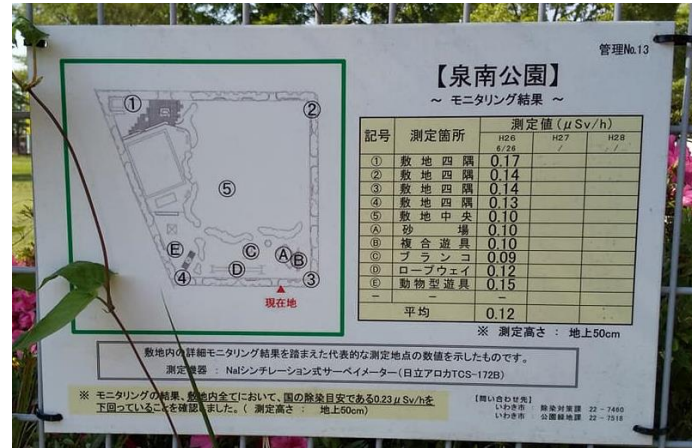 管理No.13
【泉南公園】
～ モニタリング結果 ～
① ② ⑤ Ⓔ Ⓒ Ⓐ Ⓑ Ⓓ ④ ③
現在地
記号 測定箇所 測定値(μSv/h)
H26 H27 H28
6/26 / /
① 敷地四隅 0.17
② 敷地四隅 0.14
③ 敷地四隅 0.14
④ 敷地四隅 0.13
⑤ 敷地中央 0.10
Ⓐ 砂場 0.10
Ⓑ 複合遊具 0.10
Ⓒ ブランコ 0.09
Ⓓ ロープウェイ 0.12
Ⓔ 動物型遊具 0.15
－ － －
平均 0.12
※ 測定高さ : 地上50cm
敷地内の詳細モニタリング結果を踏まえた代表的な測定地点の数値を示したものです。
測定機器 : NaIシンチレーション式サーベイメーター(日立アロカTCS-172B)
※ モニタリングの結果、敷地内全てにおいて、国の除染目安である0.23μSv/hを
下回っていることを確認しました。( 測定高さ : 地上50cm)
【問い合わせ先】
いわき市 : 除染対策課 22-7460
いわき市 : 公園緑地課 22-7518